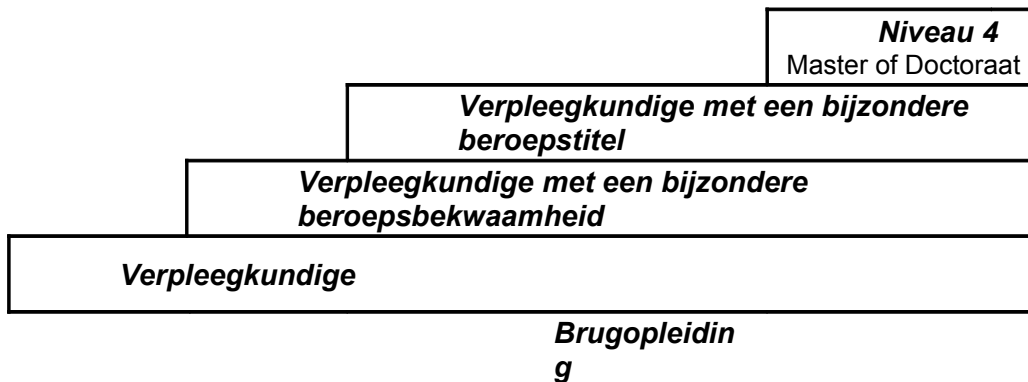 Niveau 4
Master of Doctoraat
Verpleegkundige met een bijzondere
beroepstitel
Verpleegkundige met een bijzondere
beroepsbekwaamheid
Verpleegkundige
Brugopleidin
g